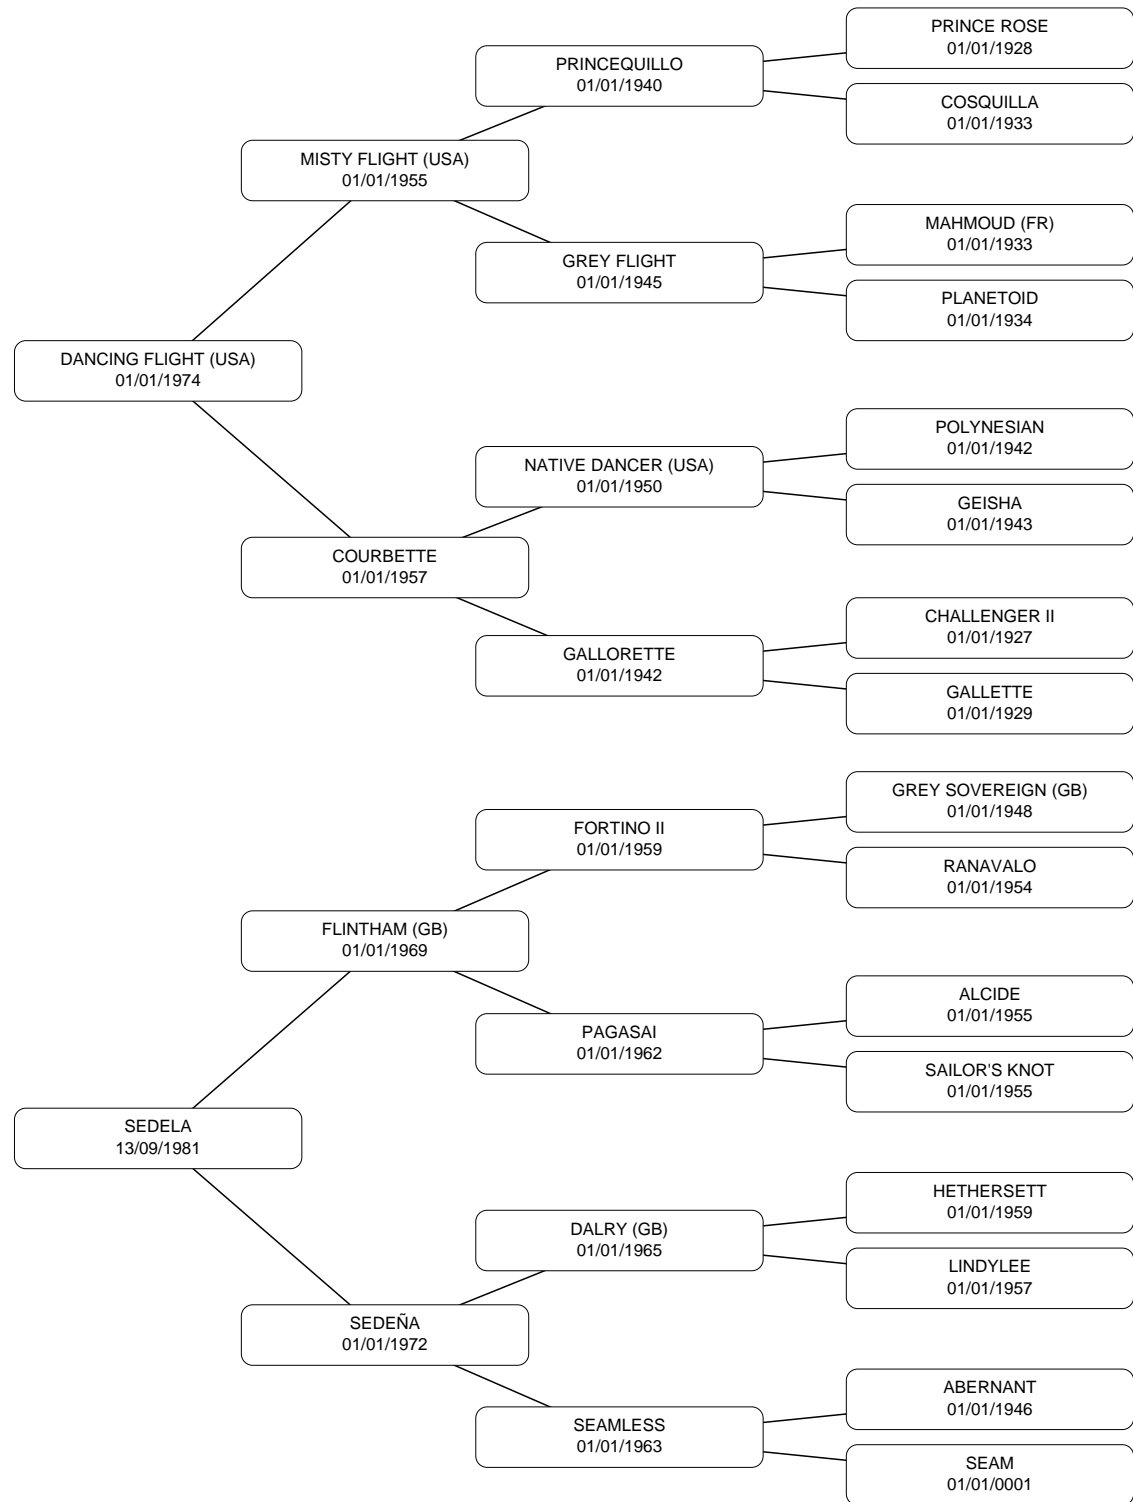 PRINCE ROSE
01/01/1928
PRINCEQUILLO
01/01/1940
COSQUILLA
01/01/1933
MISTY FLIGHT (USA)
01/01/1955
MAHMOUD (FR)
01/01/1933
GREY FLIGHT
01/01/1945
PLANETOID
01/01/1934
DANCING FLIGHT (USA)
01/01/1974
POLYNESIAN
01/01/1942
NATIVE DANCER (USA)
01/01/1950
GEISHA
01/01/1943
COURBETTE
01/01/1957
CHALLENGER II
01/01/1927
GALLORETTE
01/01/1942
GALLETTE
01/01/1929
GREY SOVEREIGN (GB)
01/01/1948
FORTINO II
01/01/1959
RANAVALO
01/01/1954
FLINTHAM (GB)
01/01/1969
ALCIDE
01/01/1955
PAGASAI
01/01/1962
SAILOR'S KNOT
01/01/1955
SEDELA
13/09/1981
HETHERSETT
01/01/1959
DALRY (GB)
01/01/1965
LINDYLEE
01/01/1957
SEDEÑA
01/01/1972
ABERNANT
01/01/1946
SEAMLESS
01/01/1963
SEAM
01/01/0001